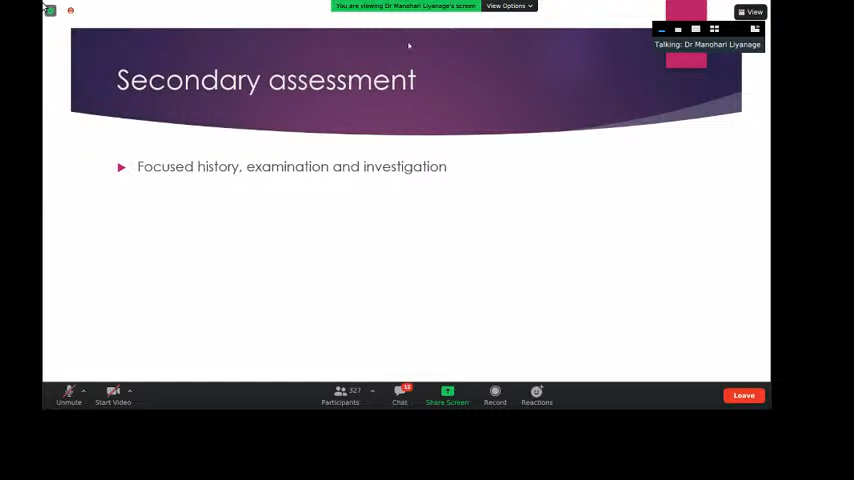 You are viewing Dr Manohari Liyanage's screen
View Options
View
Talking: Dr Manohari Liyanage
Secondary assessment
Focused history, examination and investigation
Unmute
Start Video
327
Participants
12
Chat
Share Screen
Record
Reactions
Leave